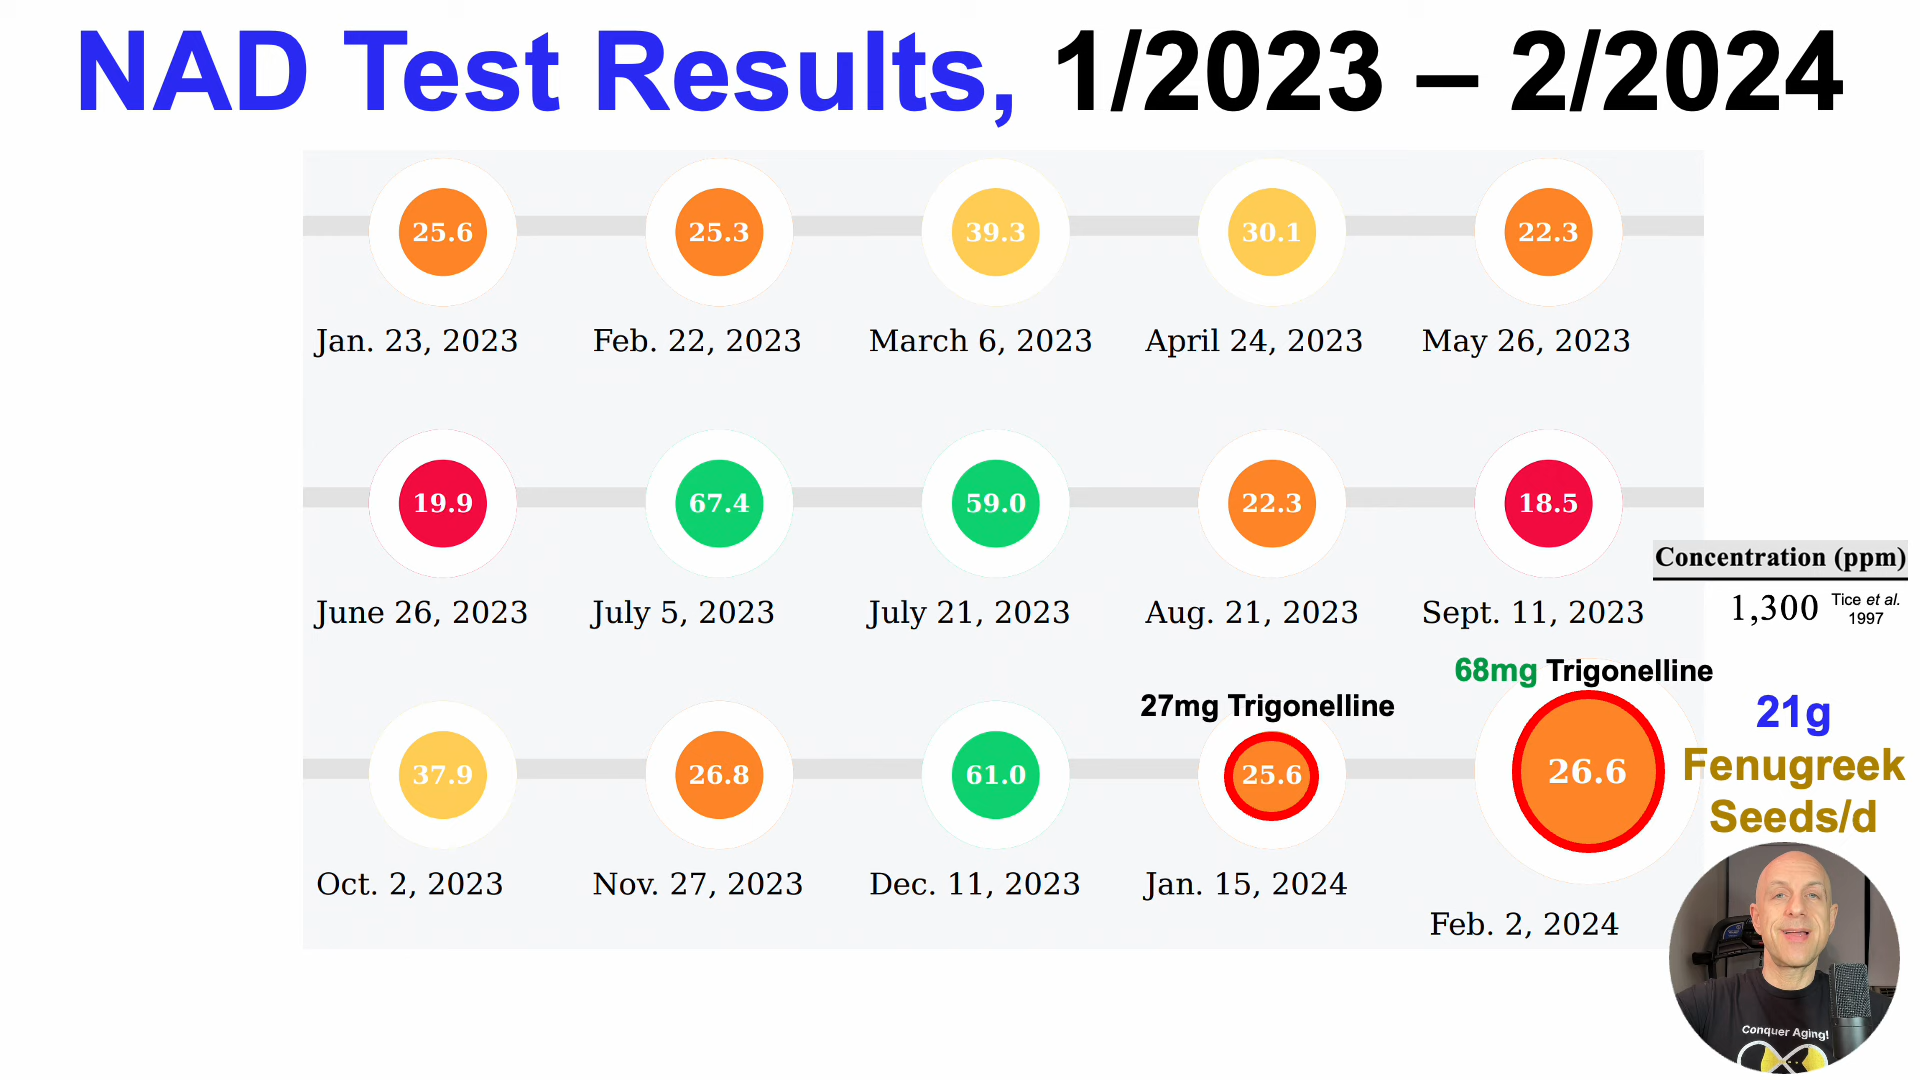 NAD Test Results, 1/2023 – 2/2024
25.6 25.3 39.3 30.1 22.3
Jan. 23, 2023 Feb. 22, 2023 March 6, 2023 April 24, 2023 May 26, 2023
19.9 67.4 59.0 22.3 18.5
June 26, 2023 July 5, 2023 July 21, 2023 Aug. 21, 2023 Sept. 11, 2023
Concentration (ppm)
1,300 Tice et al.
1997
68mg Trigonelline
27mg Trigonelline
21g
Fenugreek
Seeds/d
37.9 26.8 61.0 25.6 26.6
Oct. 2, 2023 Nov. 27, 2023 Dec. 11, 2023 Jan. 15, 2024
Feb. 2, 2024
Conquer Aging!